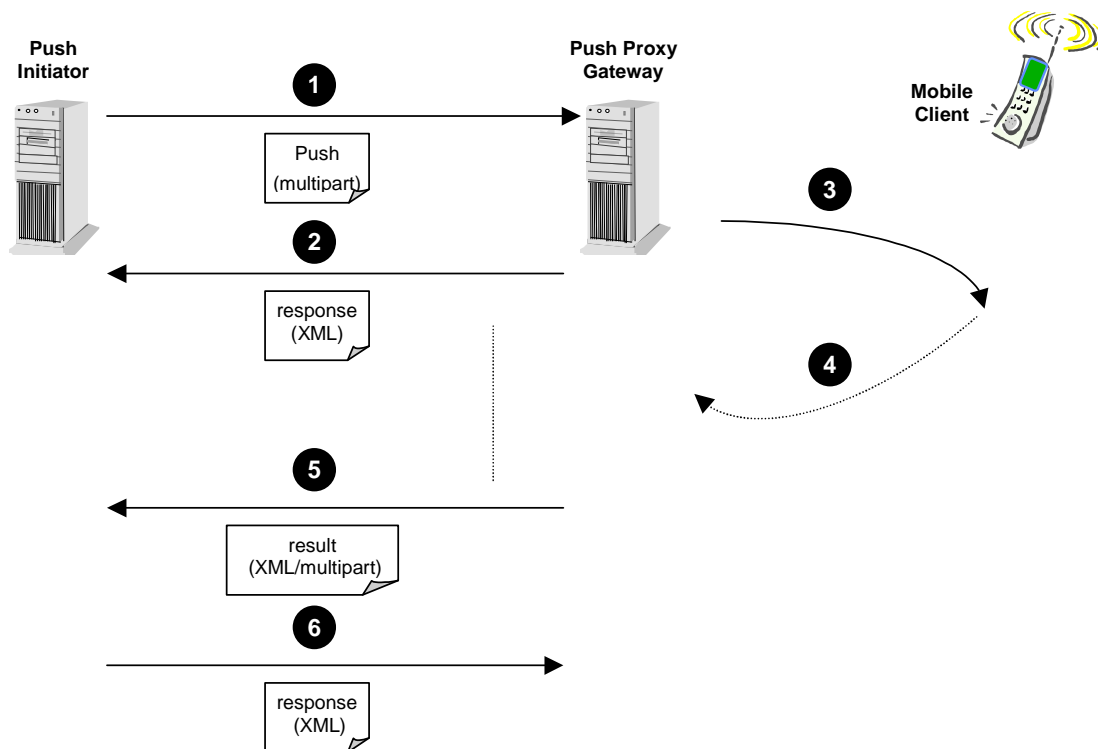 Push
Initiator
Push Proxy
Gateway
Mobile
Client
1
Push
(multipart)
2
response
(XML)
3
4
5
result
(XML/multipart)
6
response
(XML)